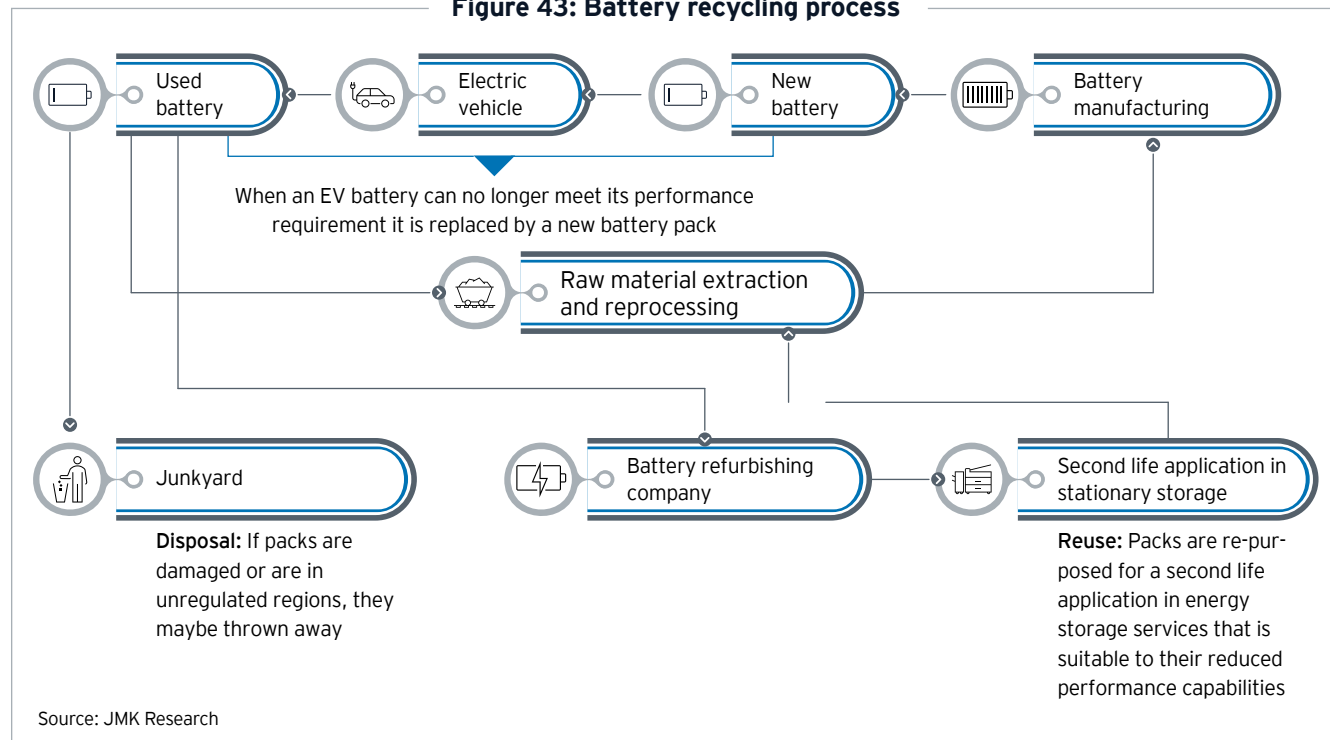 Figure 43: Battery recycling process
Used
battery
Electric
vehicle
New
battery
Battery
manufacturing
When an EV battery can no longer meet its performance
requirement it is replaced by a new battery pack
Raw material extraction
and reprocessing
Junkyard
Battery refurbishing
company
Second life application in
stationary storage
Disposal: If packs are
damaged or are in
unregulated regions, they
maybe thrown away
Reuse: Packs are re-pur-
posed for a second life
application in energy
storage services that is
suitable to their reduced
performance capabilities
Source: JMK Research